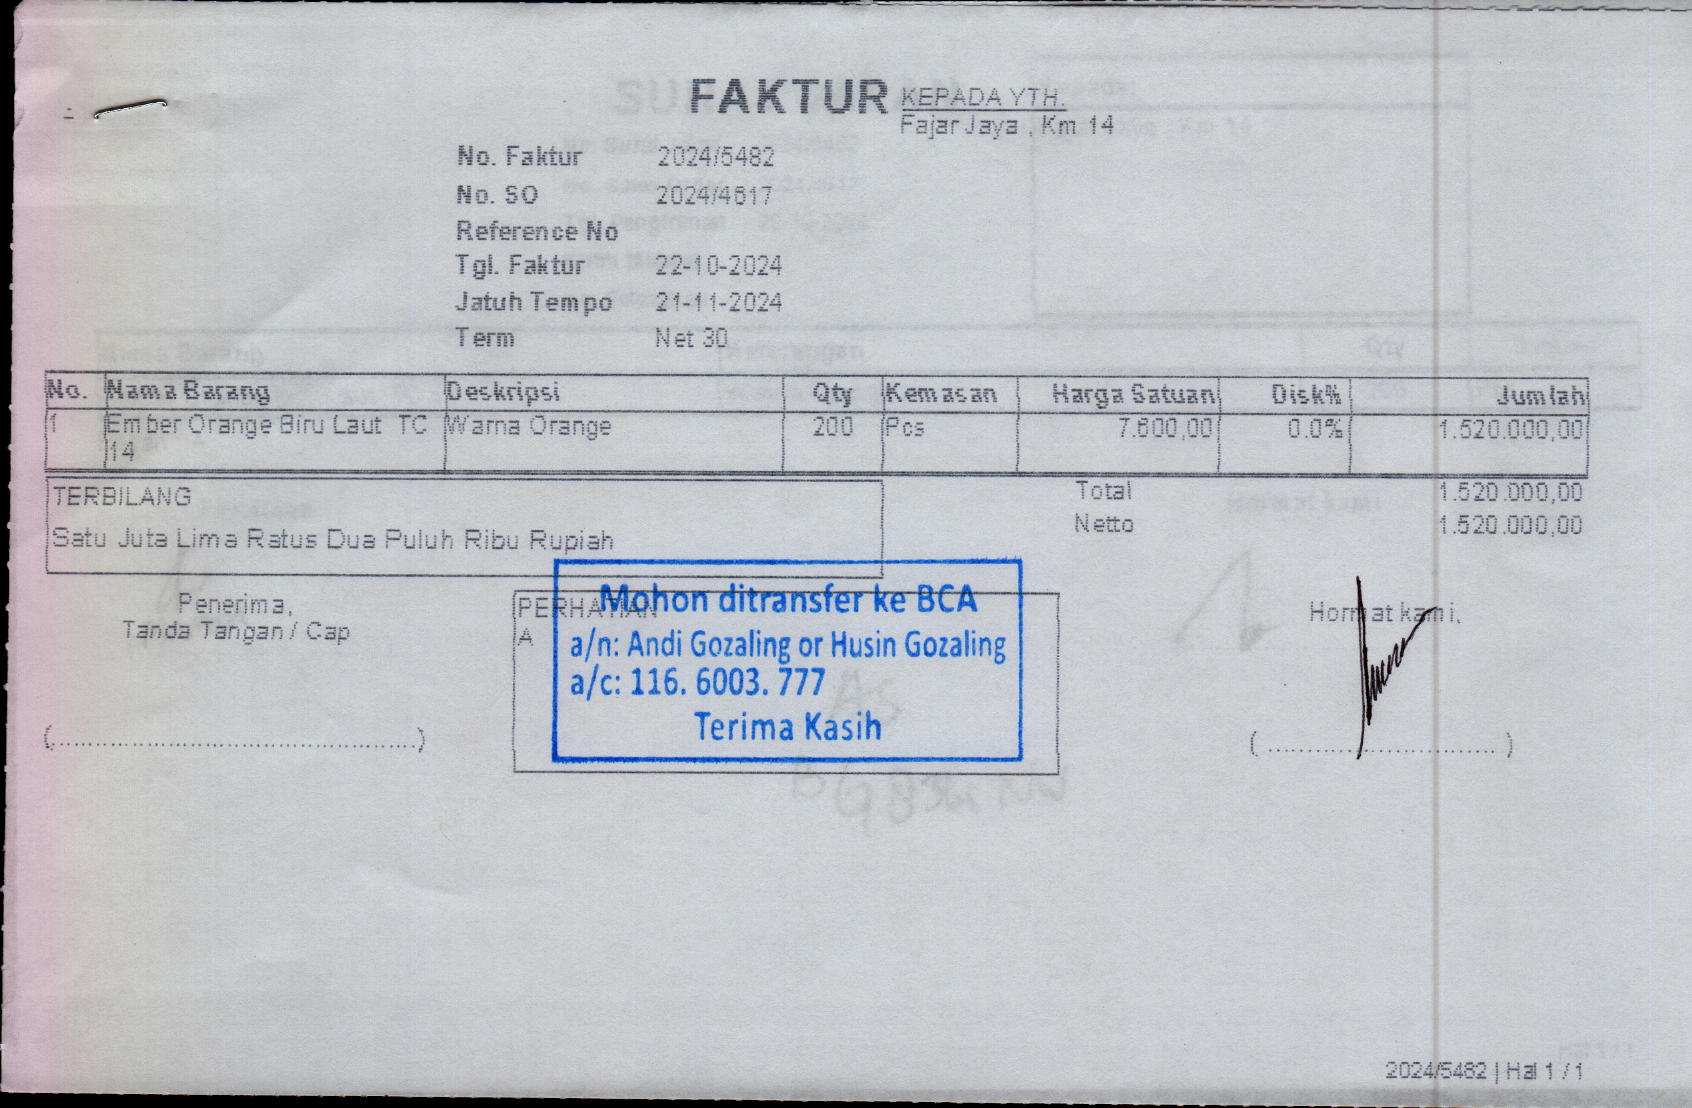 FAKTUR
KEPADA YTH.
Fajar Jaya , Km 14
No. Faktur 2024/5482
No. SO 2024/4617
Reference No
Tgl. Faktur 22-10-2024
Jatuh Tempo 21-11-2024
Term Net 30
No. Nama Barang Deskripsi Qty Kemasan Harga Satuan Disk% Jumlah
1 Ember Orange Biru Laut TC Warna Orange 200 Pcs 7.600,00 0.0% 1.520.000,00
14
TERBILANG
Satu Juta Lima Ratus Dua Puluh Ribu Rupiah
Total 1.520.000,00
Netto 1.520.000,00
Penerima,
Tanda Tangan / Cap
(............................................)
PERHATIAN
A
Mohon ditransfer ke BCA
a/n: Andi Gozaling or Husin Gozaling
a/c: 116. 6003. 777
Terima Kasih
Hormat kami,
( ............................ )
2024/5482 | Hal 1 / 1